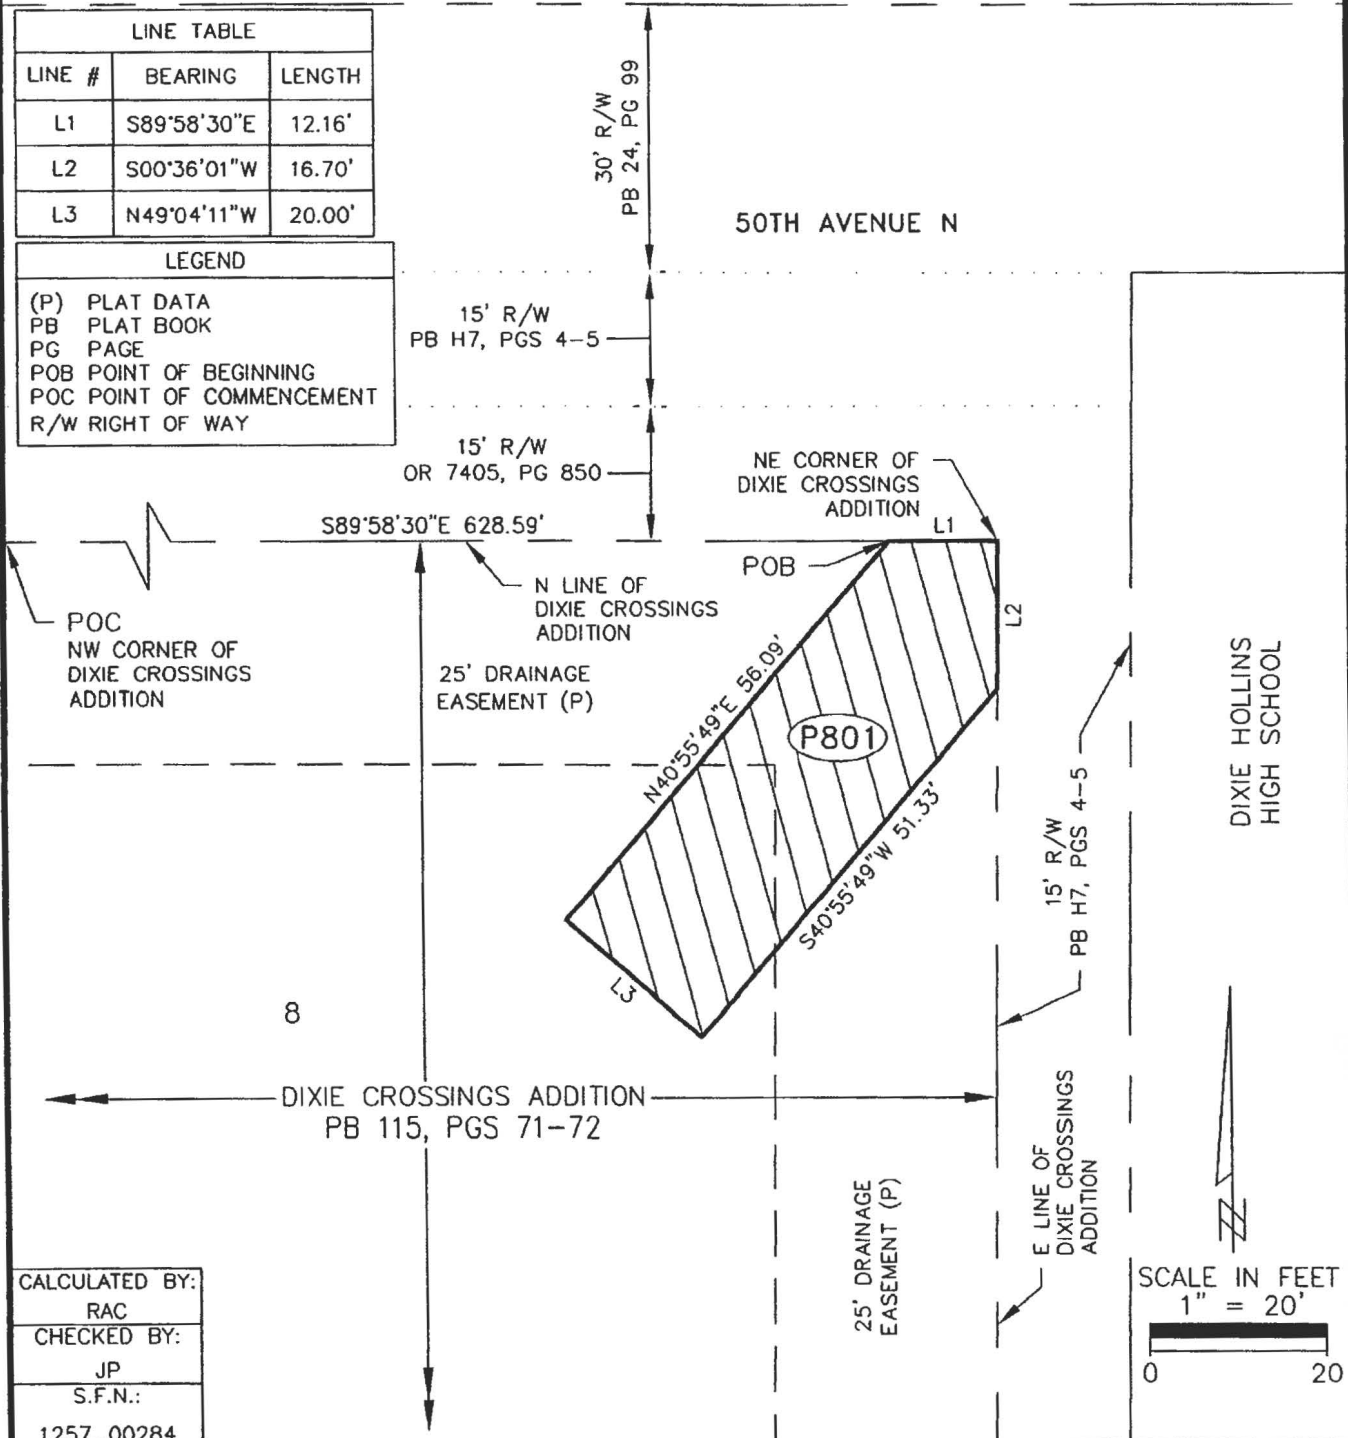 LINE TABLE
LINE # BEARING LENGTH
L1 S89°58'30"E 12.16'
L2 S00°36'01"W 16.70'
L3 N49°04'11"W 20.00'
LEGEND
(P) PLAT DATA
PB PLAT BOOK
PG PAGE
POB POINT OF BEGINNING
POC POINT OF COMMENCEMENT
R/W RIGHT OF WAY
30' R/W
PB 24, PG 99
50TH AVENUE N
15' R/W
PB H7, PGS 4-5
15' R/W
OR 7405, PG 850
NE CORNER OF
DIXIE CROSSINGS
ADDITION
L1
S89°58'30"E 628.59'
POB
N LINE OF
DIXIE CROSSINGS
ADDITION
L2
POC
NW CORNER OF
DIXIE CROSSINGS
ADDITION
25' DRAINAGE
EASEMENT (P)
N40°55'49"E 56.09'
P801
S40°55'49"W 51.33'
L3
15' R/W
PB H7, PGS 4-5
DIXIE HOLLINS
HIGH SCHOOL
8
DIXIE CROSSINGS ADDITION
PB 115, PGS 71-72
25' DRAINAGE
EASEMENT (P)
E LINE OF
DIXIE CROSSINGS
ADDITION
N
SCALE IN FEET
1" = 20'
0 20
CALCULATED BY:
RAC
CHECKED BY:
JP
S.F.N.:
1257 00284